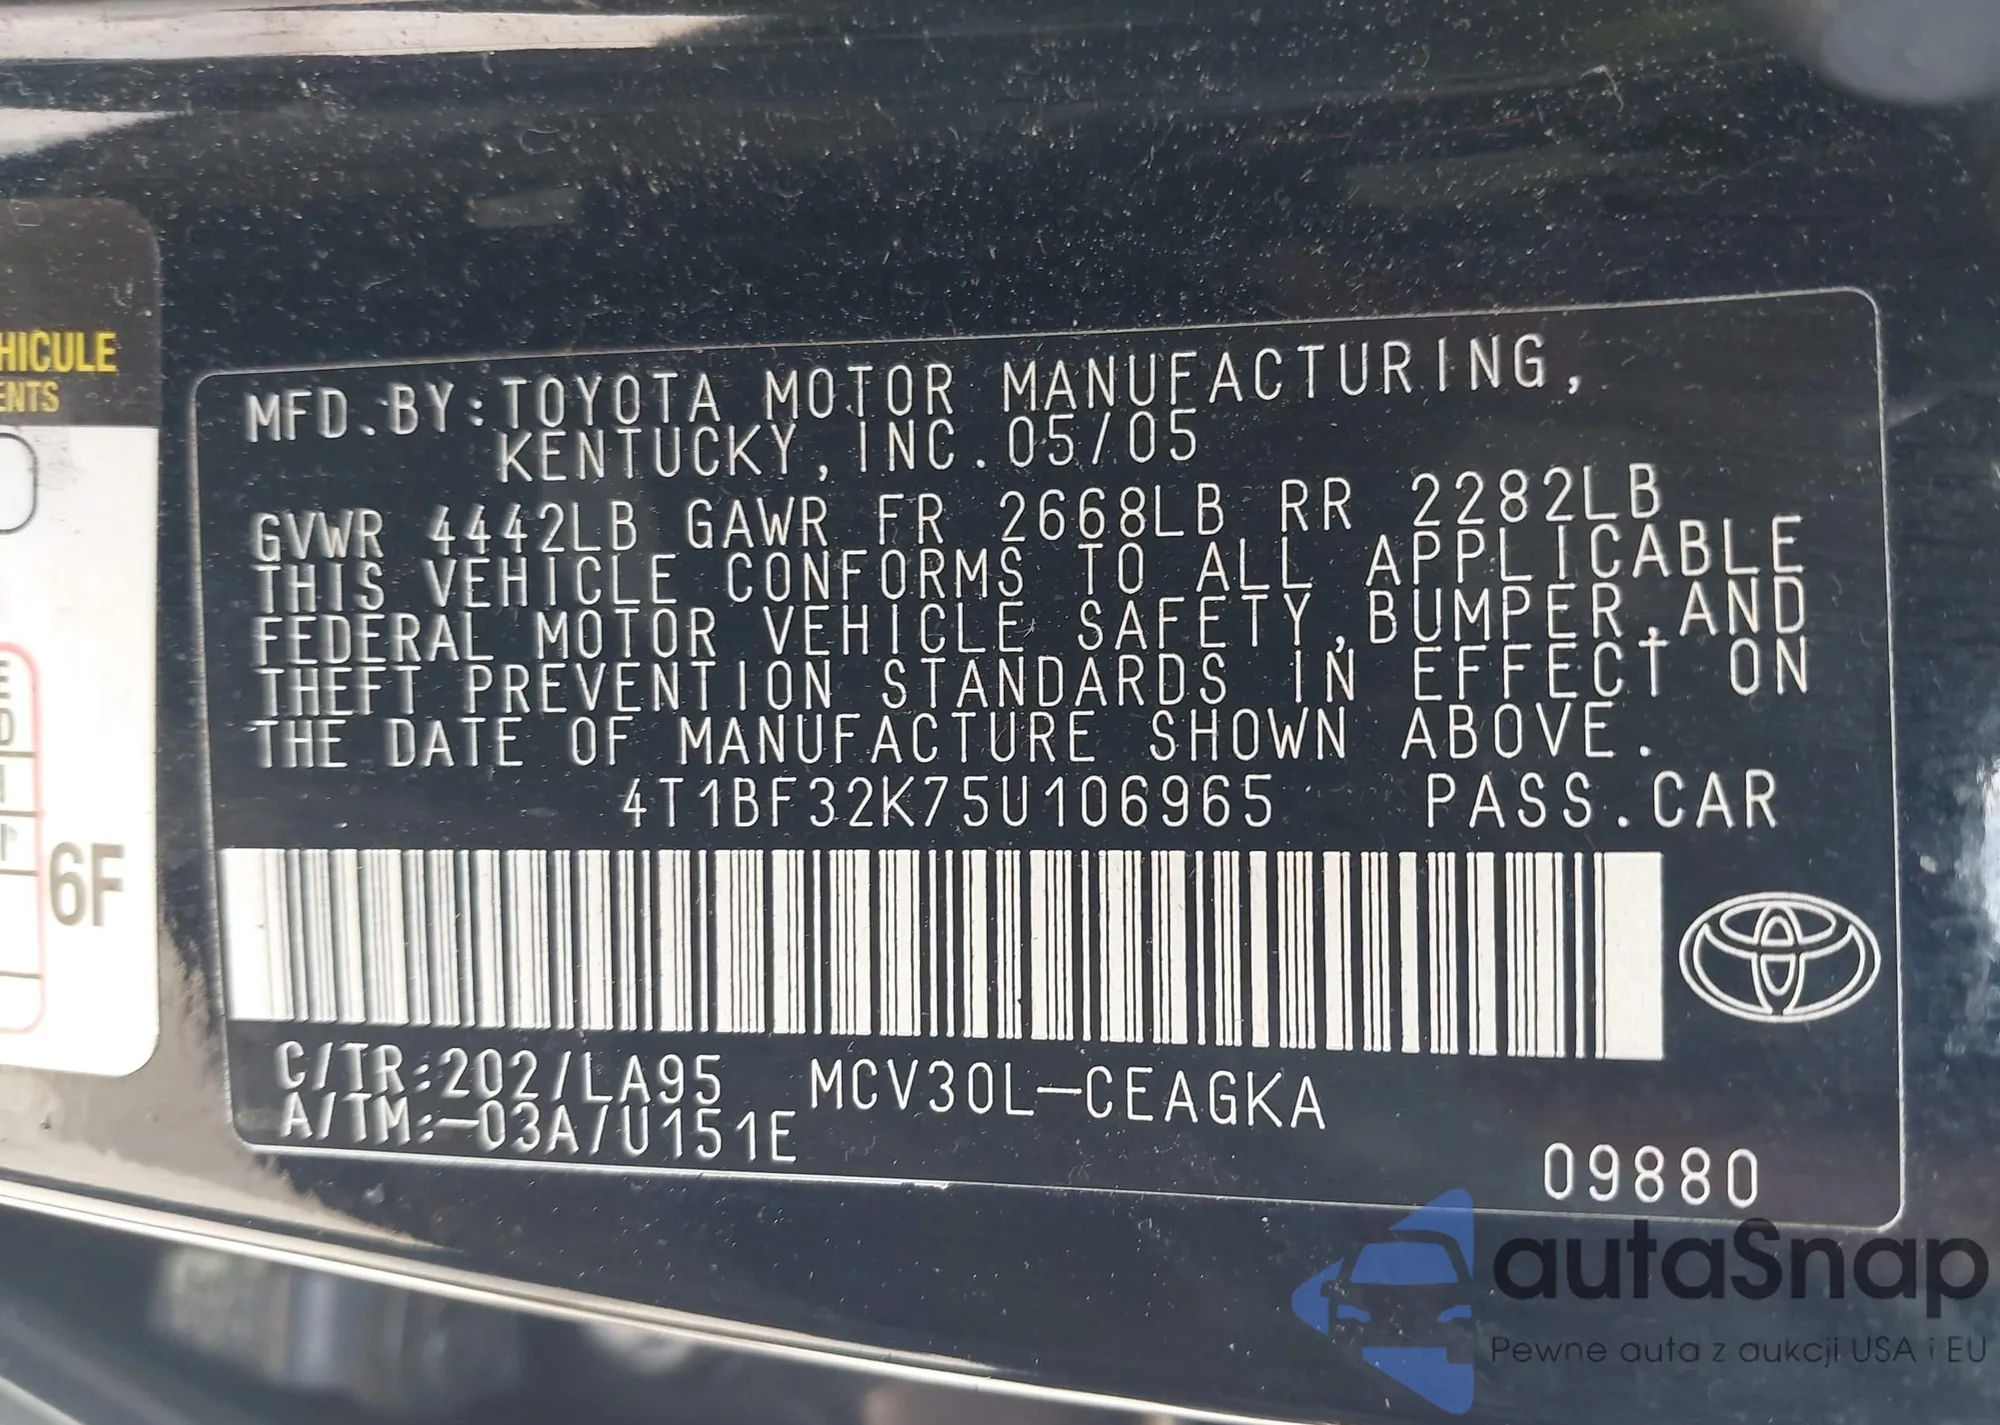 HICULE
ENTS
6F
MFD.BY:TOYOTA MOTOR MANUFACTURING,
KENTUCKY, INC. 05/05
GVWR 4442LB GAWR FR 2668LB RR 2282LB
THIS VEHICLE CONFORMS TO ALL APPLICABLE
FEDERAL MOTOR VEHICLE SAFETY,BUMPER,AND
THEFT PREVENTION STANDARDS IN EFFECT ON
THE DATE OF MANUFACTURE SHOWN ABOVE.
4T1BF32K75U106965 PASS.CAR
C/TR:202/LA95 MCV30L-CEAGKA
A/TM:-03A/U151E
09880
autaSnap
Pewne auta z aukcji USA i EU